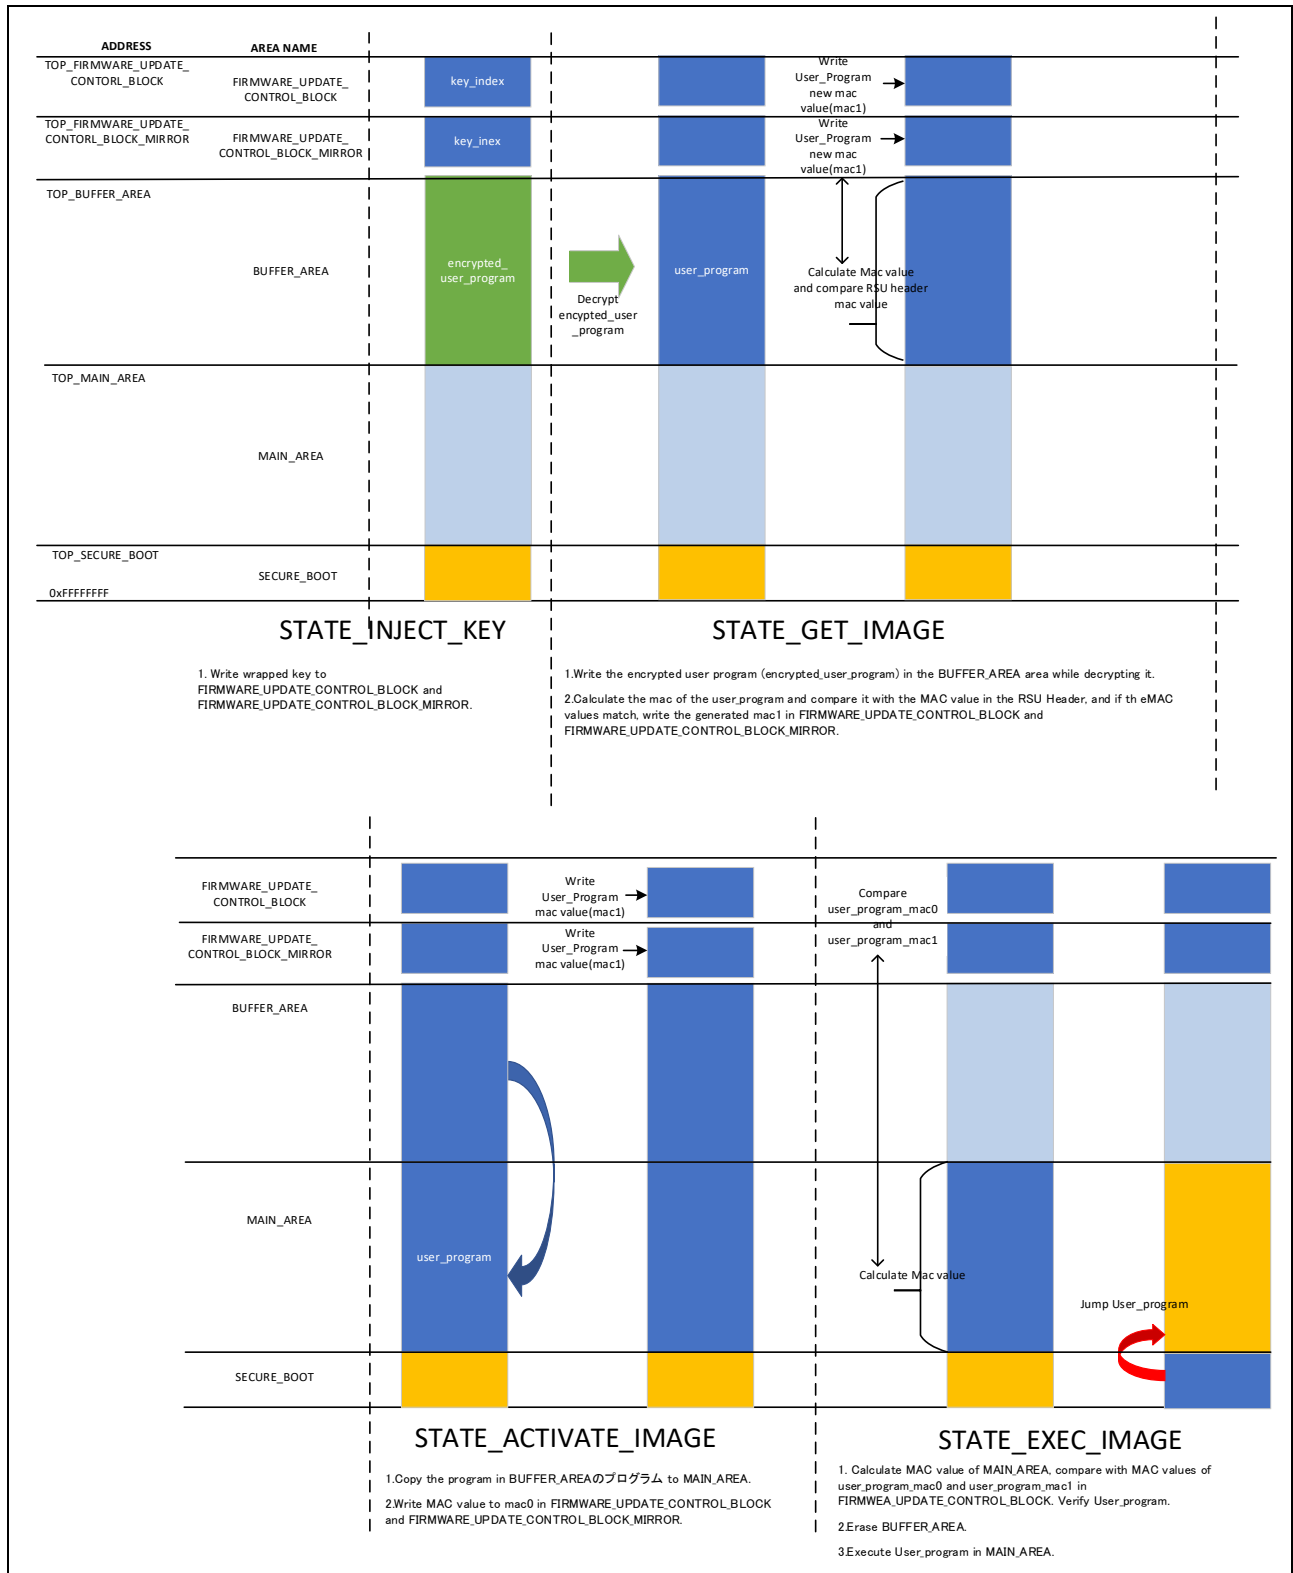 ADDRESS
AREA NAME
TOP_FIRMWARE_UPDATE_
CONTORL_BLOCK
FIRMWARE_UPDATE_
CONTROL_BLOCK
key_index
Write
User_Program
new mac
value(mac1)
TOP_FIRMWARE_UPDATE_
CONTORL_BLOCK_MIRROR
FIRMWARE_UPDATE_
CONTROL_BLOCK_MIRROR
key_inex
Write
User_Program
new mac
value(mac1)
TOP_BUFFER_AREA
BUFFER_AREA
encrypted_
user_program
Decrypt
encypted_user
_program
user_program
Calculate Mac value
and compare RSU header
mac value
TOP_MAIN_AREA
MAIN_AREA
TOP_SECURE_BOOT
SECURE_BOOT
0xFFFFFFFF
STATE_INJECT_KEY
1. Write wrapped key to
FIRMWARE_UPDATE_CONTROL_BLOCK and
FIRMWARE_UPDATE_CONTROL_BLOCK_MIRROR.
STATE_GET_IMAGE
1.Write the encrypted user program (encrypted_user_program) in the BUFFER_AREA area while decrypting it.
2.Calculate the mac of the user_program and compare it with the MAC value in the RSU Header, and if th eMAC
values match, write the generated mac1 in FIRMWARE_UPDATE_CONTROL_BLOCK and
FIRMWARE_UPDATE_CONTROL_BLOCK_MIRROR.
FIRMWARE_UPDATE_
CONTROL_BLOCK
Write
User_Program
mac value(mac1)
FIRMWARE_UPDATE_
CONTROL_BLOCK_MIRROR
Write
User_Program
mac value(mac1)
Compare
user_program_mac0
and
user_program_mac1
BUFFER_AREA
MAIN_AREA
user_program
Calculate Mac value
Jump User_program
SECURE_BOOT
STATE_ACTIVATE_IMAGE
1.Copy the program in BUFFER_AREAのプログラム to MAIN_AREA.
2.Write MAC value to mac0 in FIRMWARE_UPDATE_CONTROL_BLOCK
and FIRMWARE_UPDATE_CONTROL_BLOCK_MIRROR.
STATE_EXEC_IMAGE
1. Calculate MAC value of MAIN_AREA, compare with MAC values of
user_program_mac0 and user_program_mac1 in
FIRMWEA_UPDATE_CONTROL_BLOCK. Verify User_program.
2.Erase BUFFER_AREA.
3.Execute User_program in MAIN_AREA.